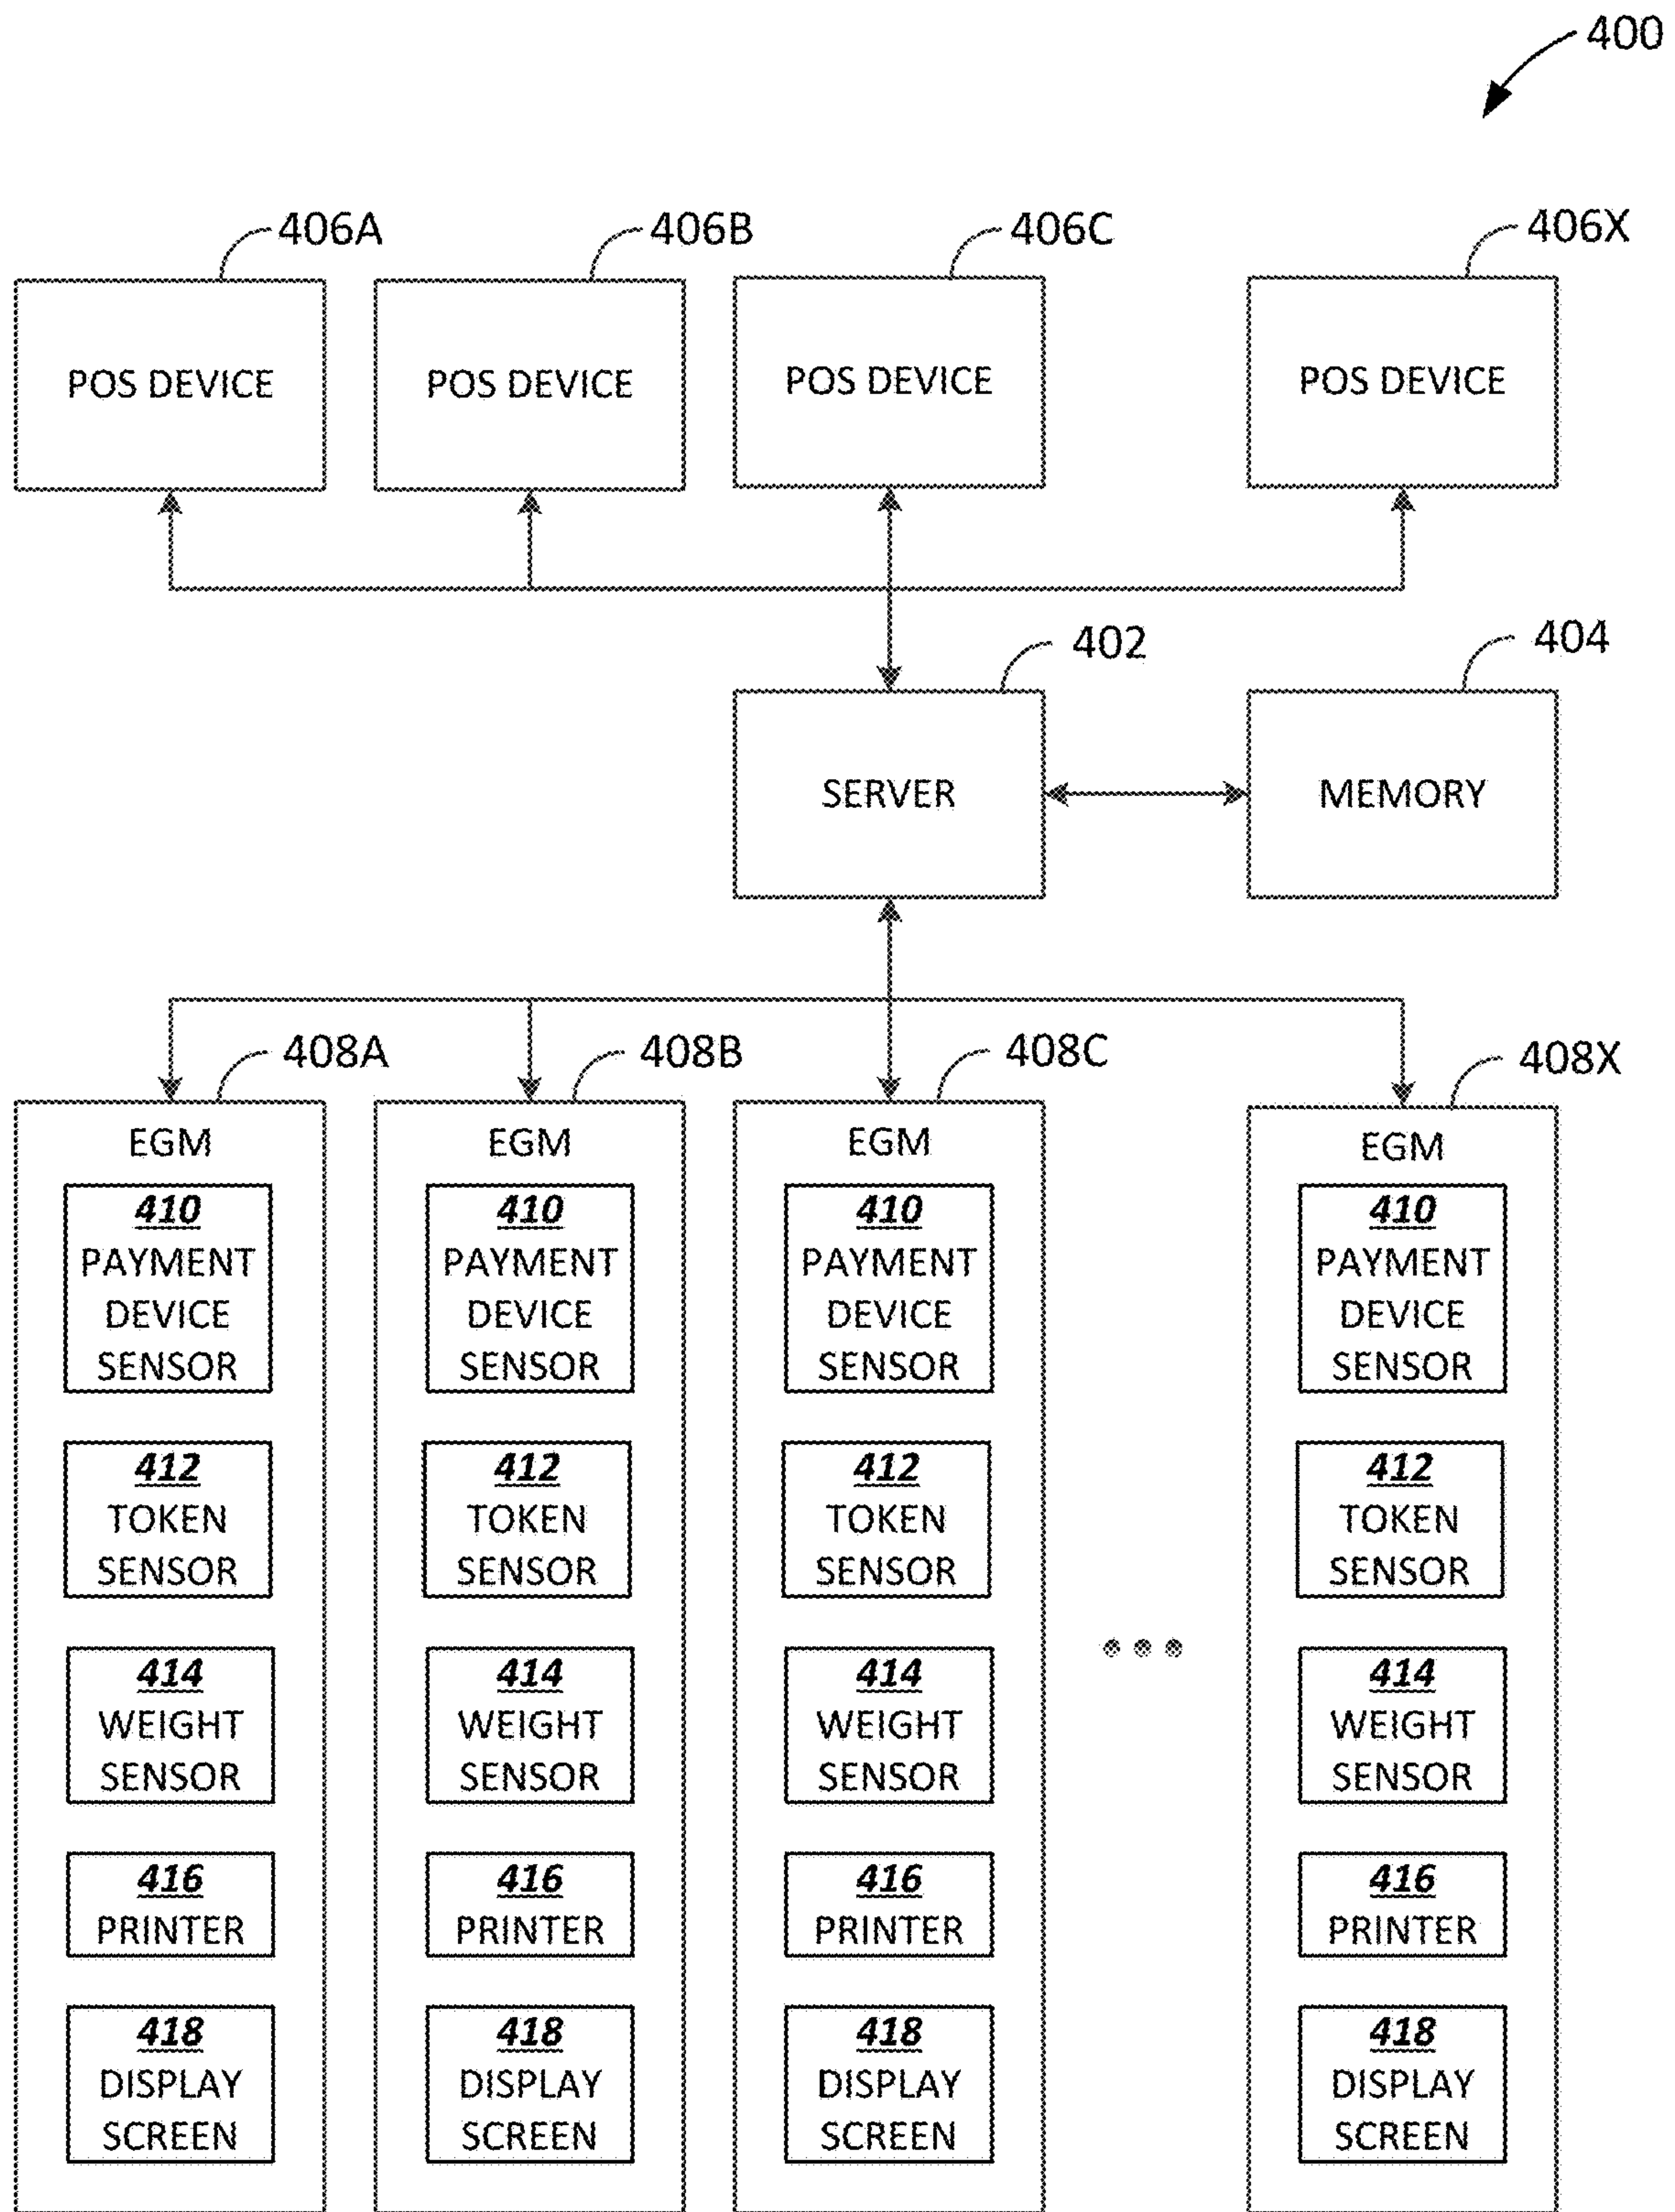 400
406A
406B
406C
406X
POS DEVICE
POS DEVICE
POS DEVICE
POS DEVICE
402
404
SERVER
MEMORY
408A
408B
408C
408X
EGM
410
PAYMENT
DEVICE
SENSOR
412
TOKEN
SENSOR
414
WEIGHT
SENSOR
416
PRINTER
418
DISPLAY
SCREEN
EGM
410
PAYMENT
DEVICE
SENSOR
412
TOKEN
SENSOR
414
WEIGHT
SENSOR
416
PRINTER
418
DISPLAY
SCREEN
EGM
410
PAYMENT
DEVICE
SENSOR
412
TOKEN
SENSOR
414
WEIGHT
SENSOR
416
PRINTER
418
DISPLAY
SCREEN
EGM
410
PAYMENT
DEVICE
SENSOR
412
TOKEN
SENSOR
414
WEIGHT
SENSOR
416
PRINTER
418
DISPLAY
SCREEN